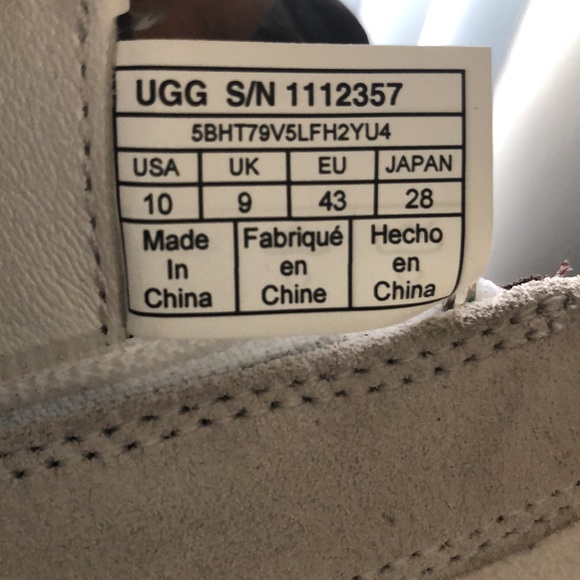 UGG S/N 1112357
5BHT79V5LFH2YU4
USA UK EU JAPAN
10 9 43 28
Made In China
Fabriqué en Chine
Hecho en China